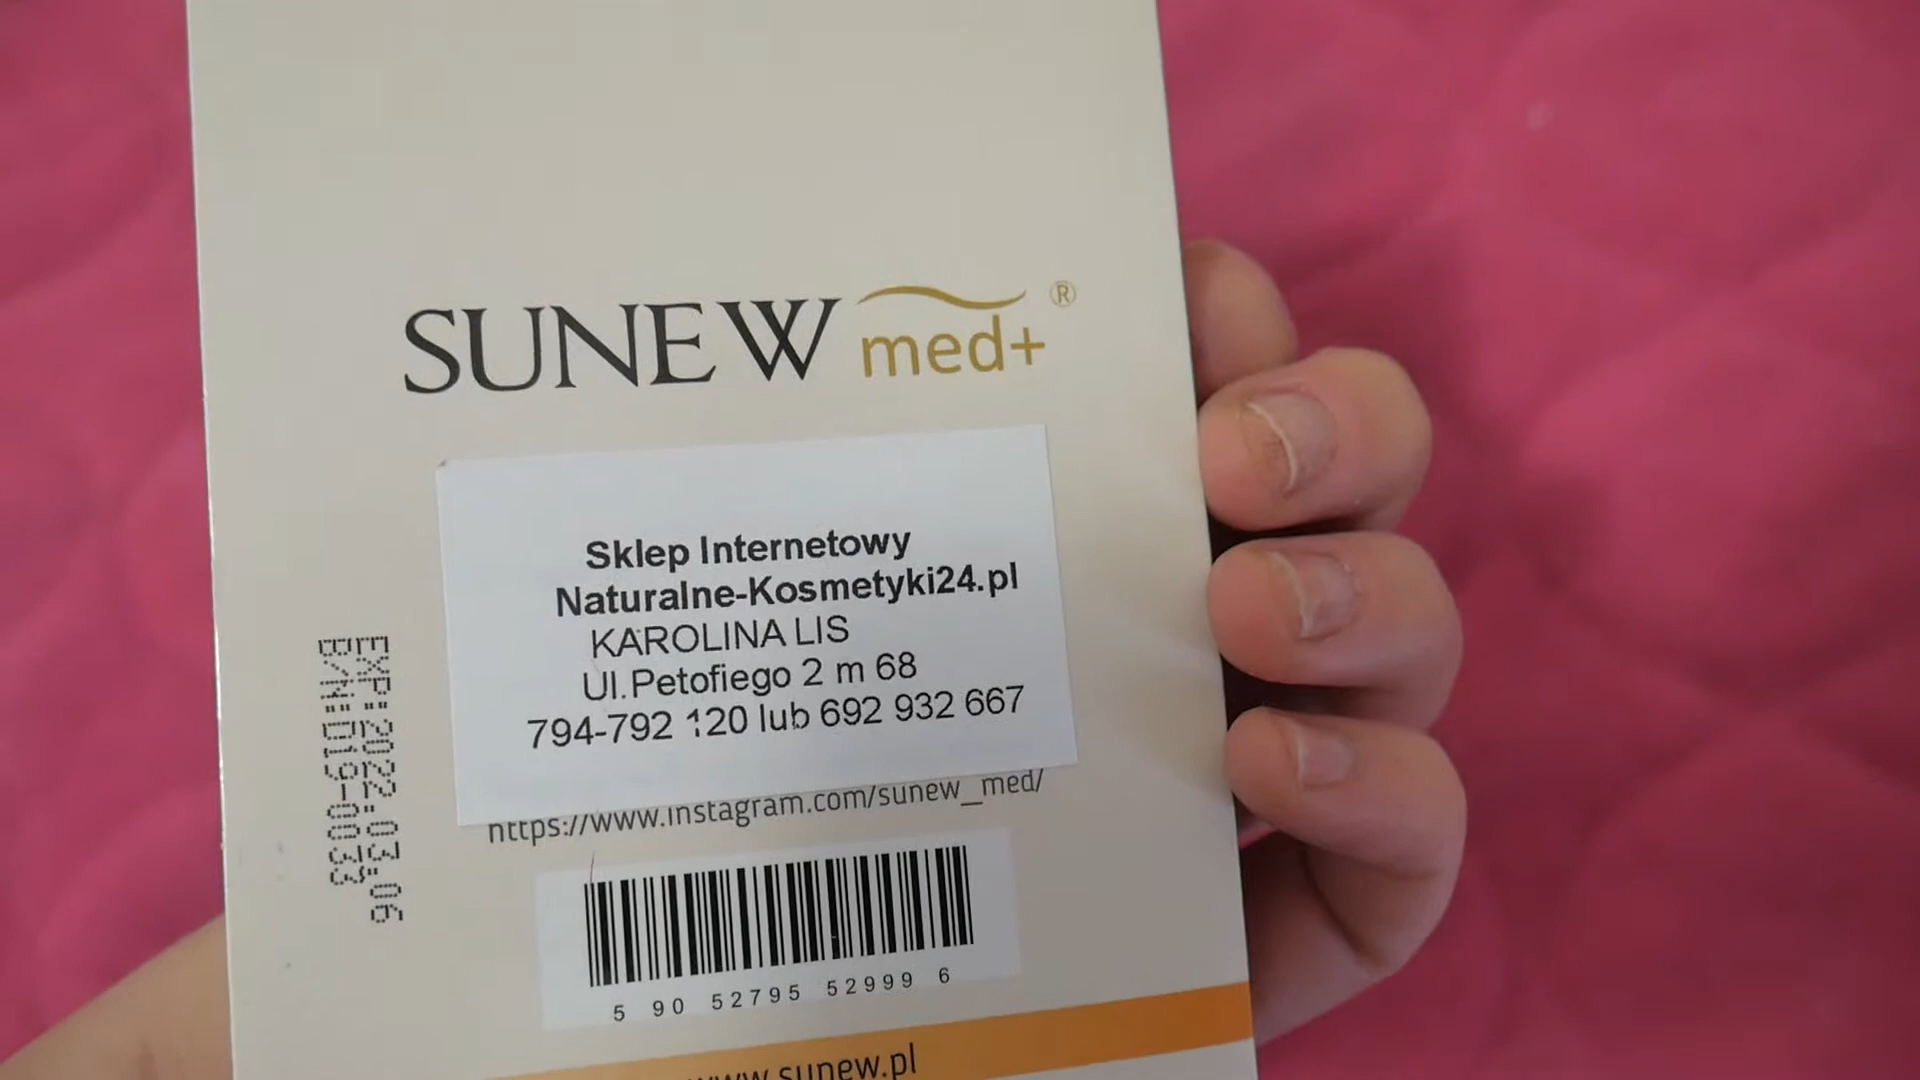 SUNEW med+®
Sklep Internetowy
Naturalne-Kosmetyki24.pl
KAROLINA LIS
Ul.Petofiego 2 m 68
794-792 120 lub 692 932 667
https://www.instagram.com/sunew_med/
5 90 52795 52999 6
www.sunew.pl
EXP:2022.03.06
B/N:D19-0033